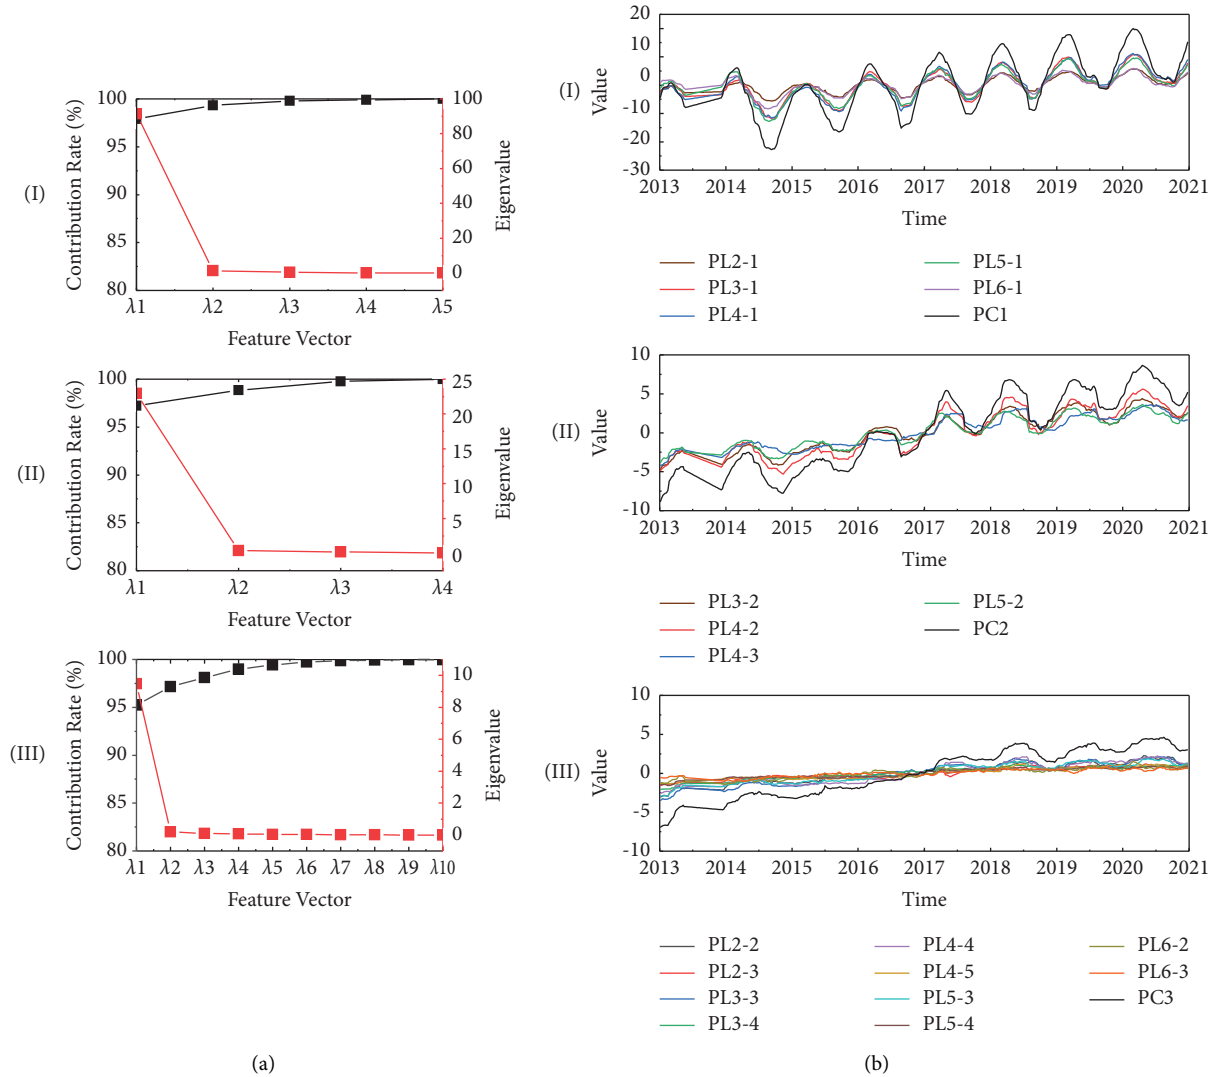 (I)
Contribution Rate (%)
100
95
90
85
80
100
80
60
40
20
0
Eigenvalue
λ1 λ2 λ3 λ4 λ5
Feature Vector
(II)
Contribution Rate (%)
100
95
90
85
80
25
20
15
10
5
0
Eigenvalue
λ1 λ2 λ3 λ4
Feature Vector
(III)
Contribution Rate (%)
100
95
90
85
80
10
8
6
4
2
0
Eigenvalue
λ1 λ2 λ3 λ4 λ5 λ6 λ7 λ8 λ9 λ10
Feature Vector
(a)
(I)
Value
20
10
0
-10
-20
-30
2013 2014 2015 2016 2017 2018 2019 2020 2021
Time
PL2-1 PL5-1
PL3-1 PL6-1
PL4-1 PC1
(II)
Value
10
5
0
-5
-10
2013 2014 2015 2016 2017 2018 2019 2020 2021
Time
PL3-2 PL5-2
PL4-2 PC2
PL4-3
(III)
Value
10
5
0
-5
-10
2013 2014 2015 2016 2017 2018 2019 2020 2021
Time
PL2-2 PL4-4 PL6-2
PL2-3 PL4-5 PL6-3
PL3-3 PL5-3 PC3
PL3-4 PL5-4
(b)